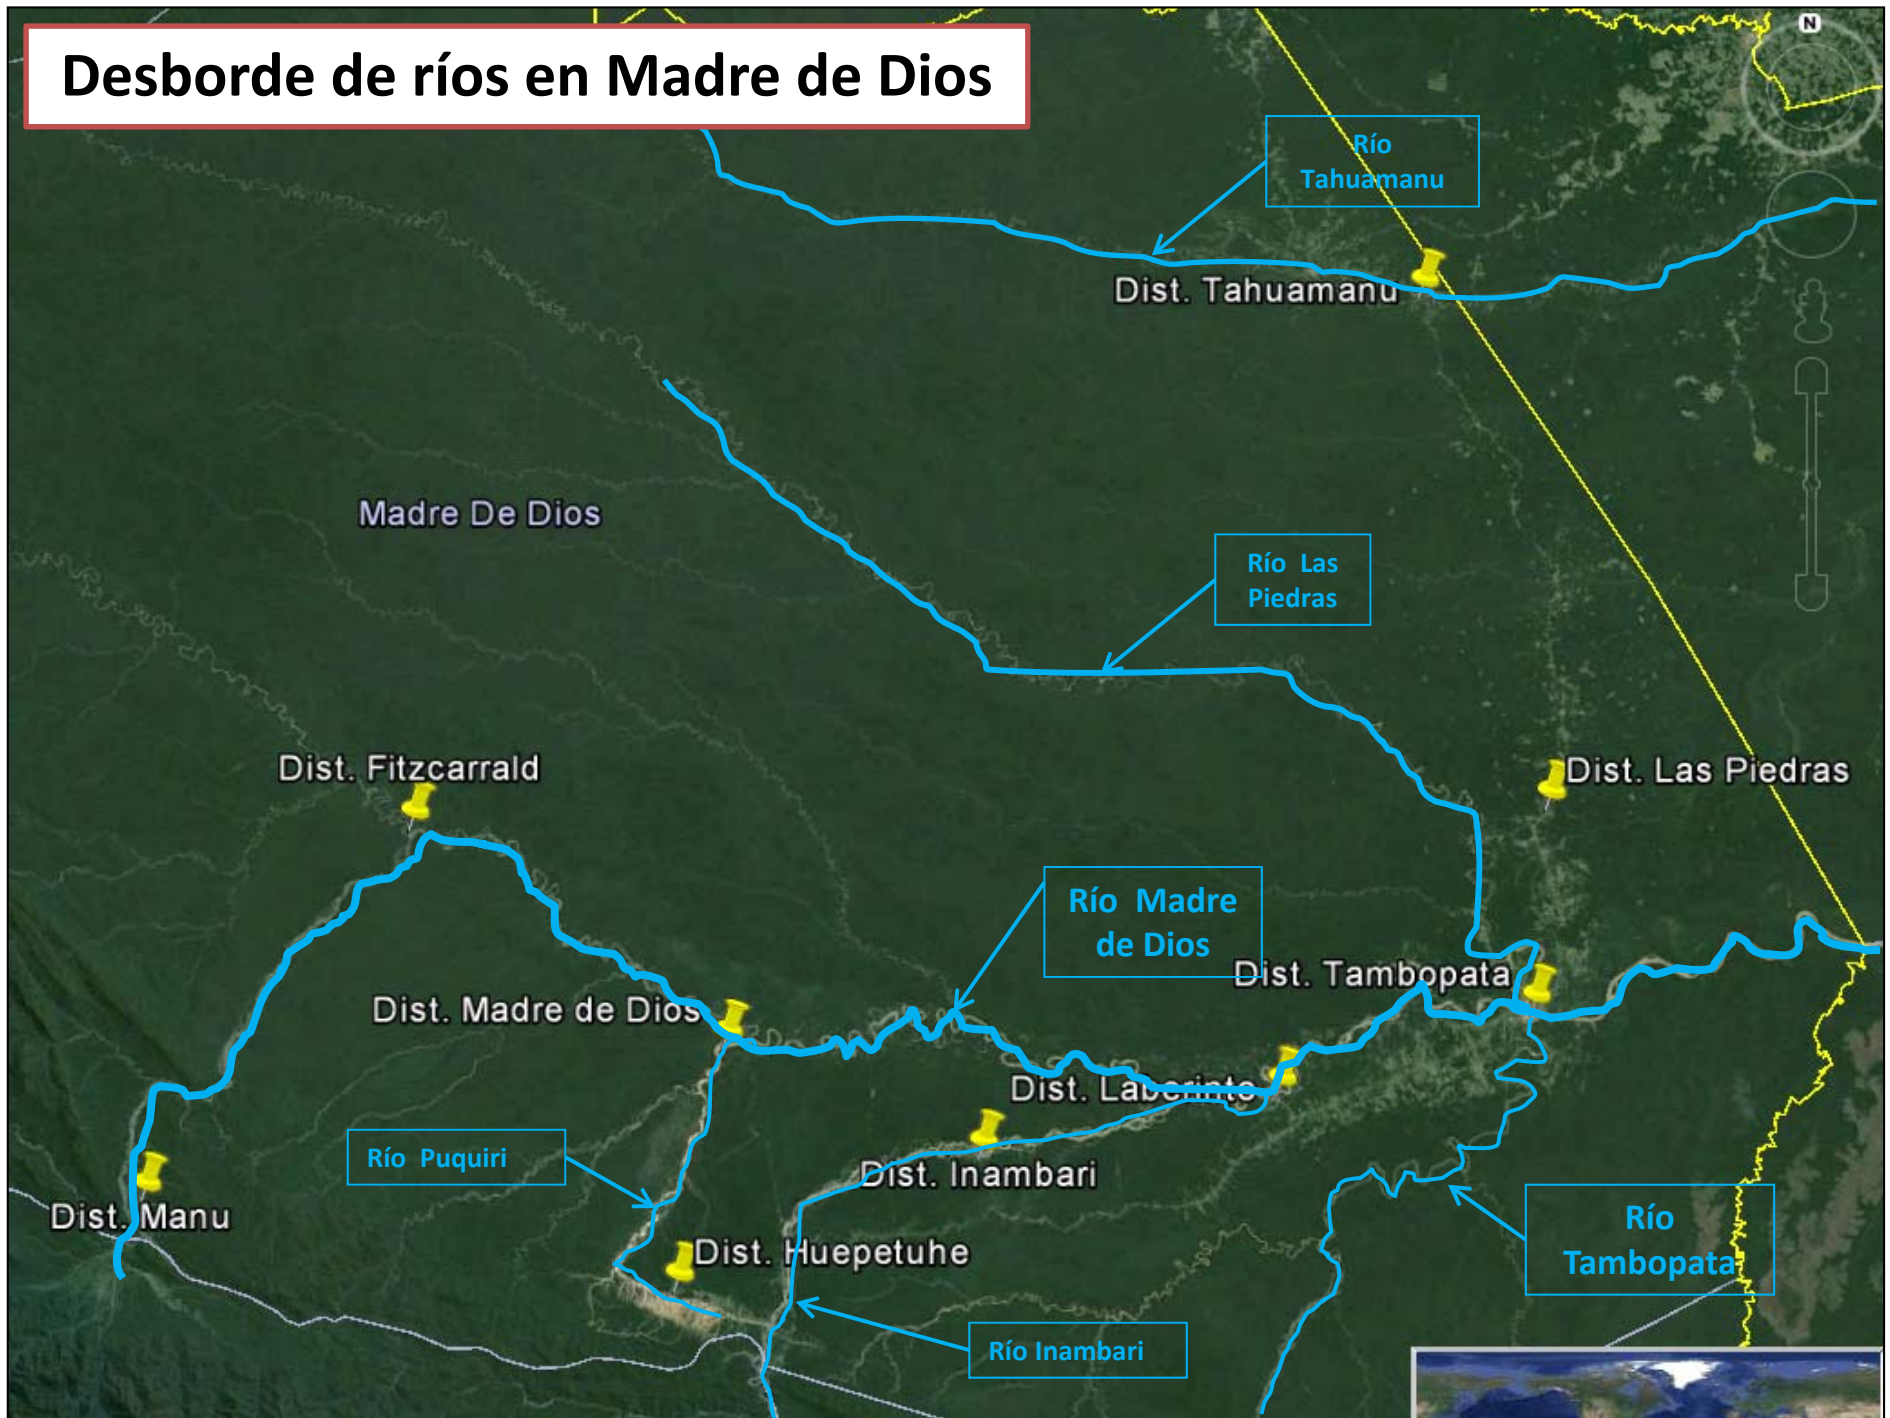 Desborde de ríos en Madre de Dios
N
Río
Tahuamanu
Dist. Tahuamanu
Madre De Dios
Río Las
Piedras
Dist. Fitzcarrald
Dist. Las Piedras
Río Madre
de Dios
Dist. Tambopata
Dist. Madre de Dios
Dist. Laberinto
Río Puquiri
Dist. Inambari
Dist. Manu
Río
Tambopata
Dist. Huepetuhe
Río Inambari